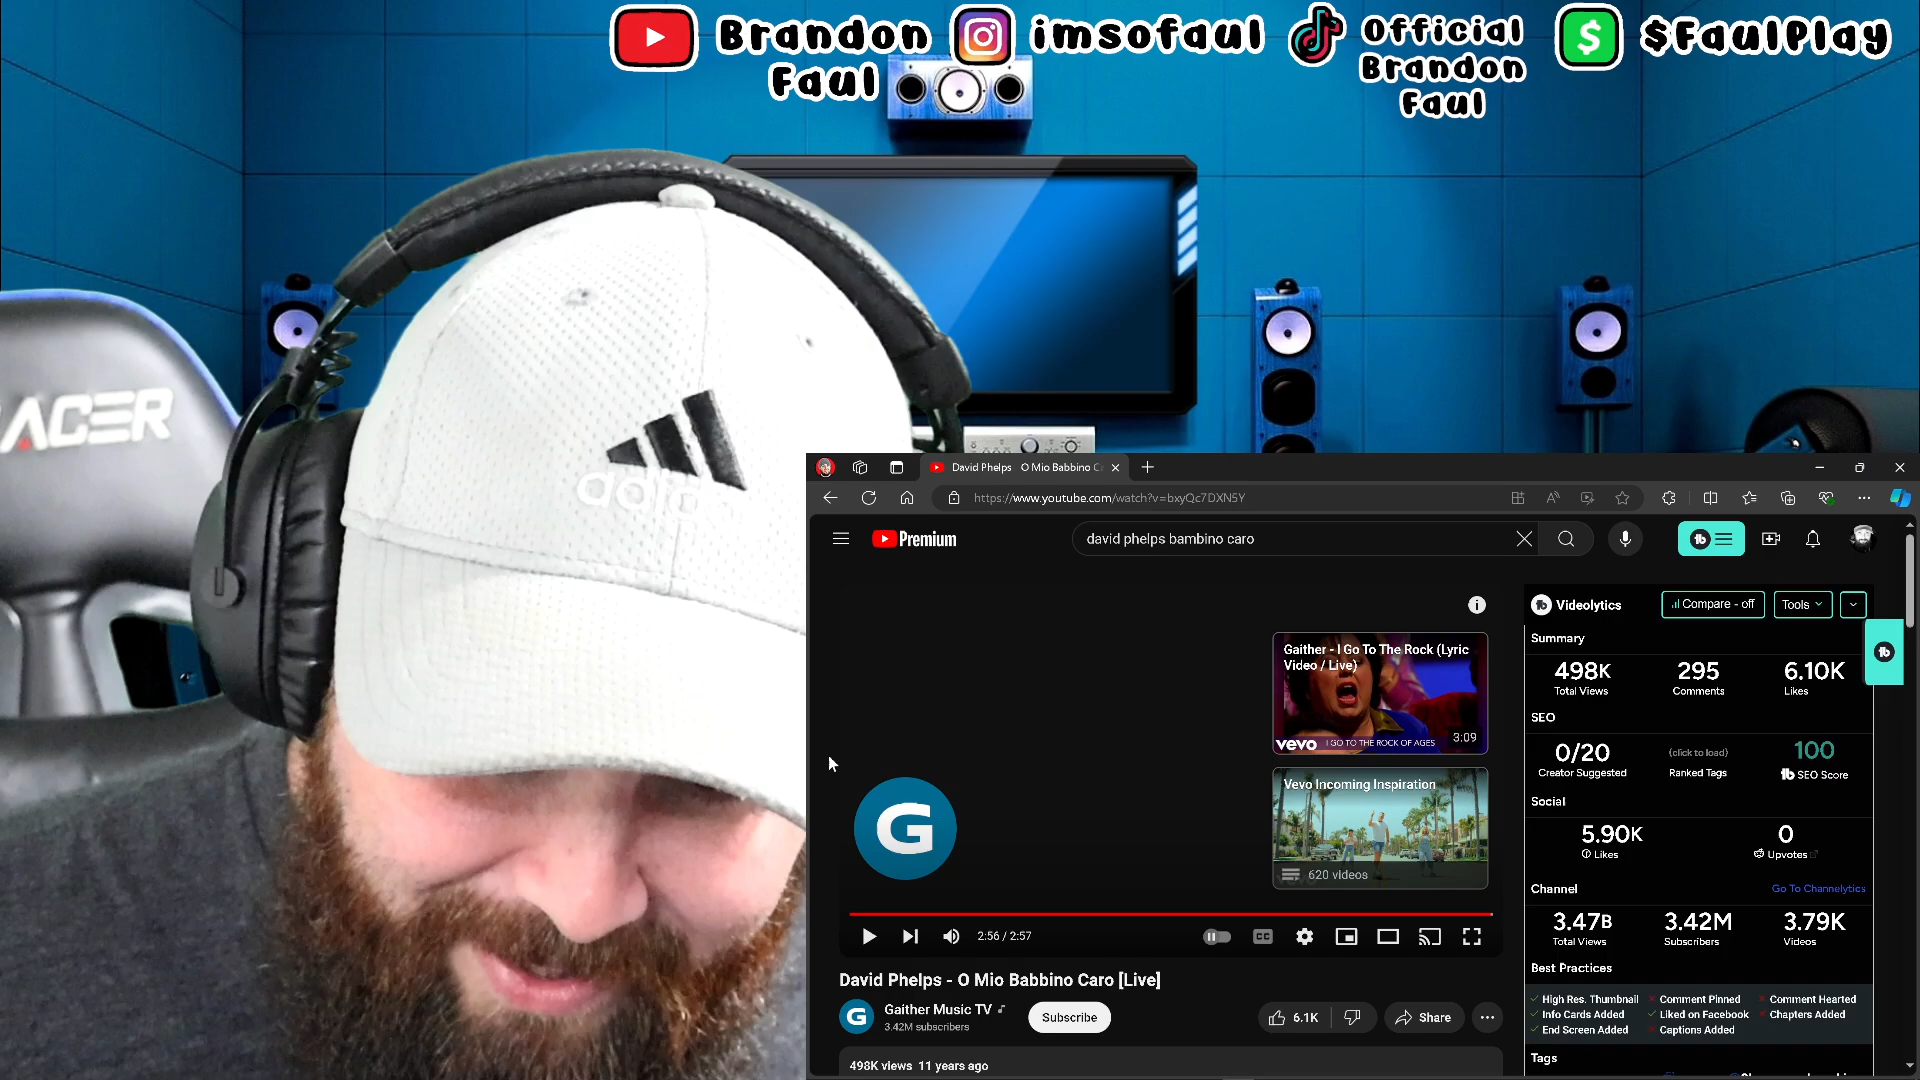 Brandon
Faul
imsofaul
Official
Brandon
Faul
$FaulPlay
ACER
adidas
David Phelps O Mio Babbino C
https://www.youtube.com/watch?v=bxyQc7DXN5Y
Premium
david phelps bambino caro
Gaither - I Go To The Rock (Lyric
Video / Live)
vevo I GO TO THE ROCK OF AGES 3:09
Vevo Incoming Inspiration
620 videos
G
2:56 / 2:57
CC
David Phelps - O Mio Babbino Caro [Live]
G
Gaither Music TV
3.42M subscribers
Subscribe
6.1K
Share
498K views 11 years ago
tb
Videolytics
Compare - off
Tools
Summary
498K 295 6.10K
Total Views Comments Likes
SEO
0/20 (click to load) 100
Creator Suggested Ranked Tags tb SEO Score
Social
5.90K 0
Likes Upvotes
Channel Go To Channelytics
3.47B 3.42M 3.79K
Total Views Subscribers Videos
Best Practices
High Res. Thumbnail Comment Pinned Comment Hearted
Info Cards Added Liked on Facebook Chapters Added
End Screen Added Captions Added
Tags